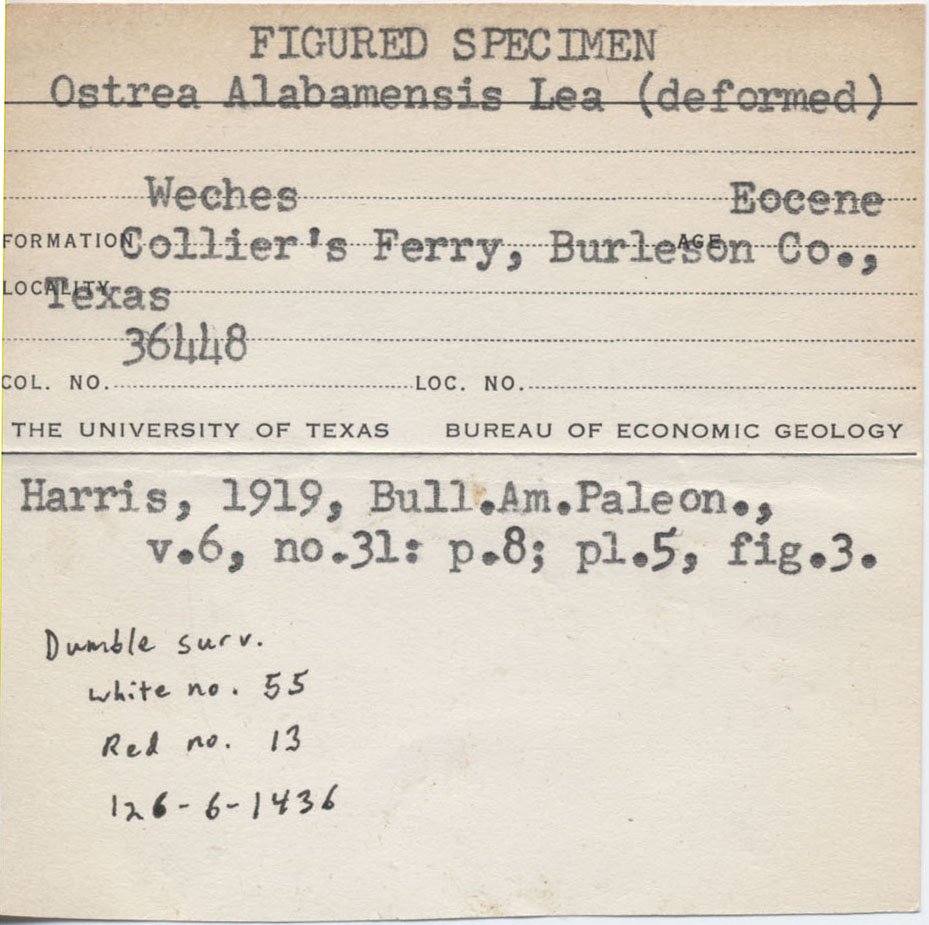 FIGURED SPECIMEN
Ostrea Alabamensis Lea (deformed)
Weches Eocene
FORMATION Collier's Ferry, Burleson Co., AGE
LOCALITY Texas
36448
COL. NO. LOC. NO.
THE UNIVERSITY OF TEXAS BUREAU OF ECONOMIC GEOLOGY
Harris, 1919, Bull.Am.Paleon.,
v.6, no.31: p.8; pl.5, fig.3.
Dumble surv.
white no. 55
Red no. 13
126-6-1436